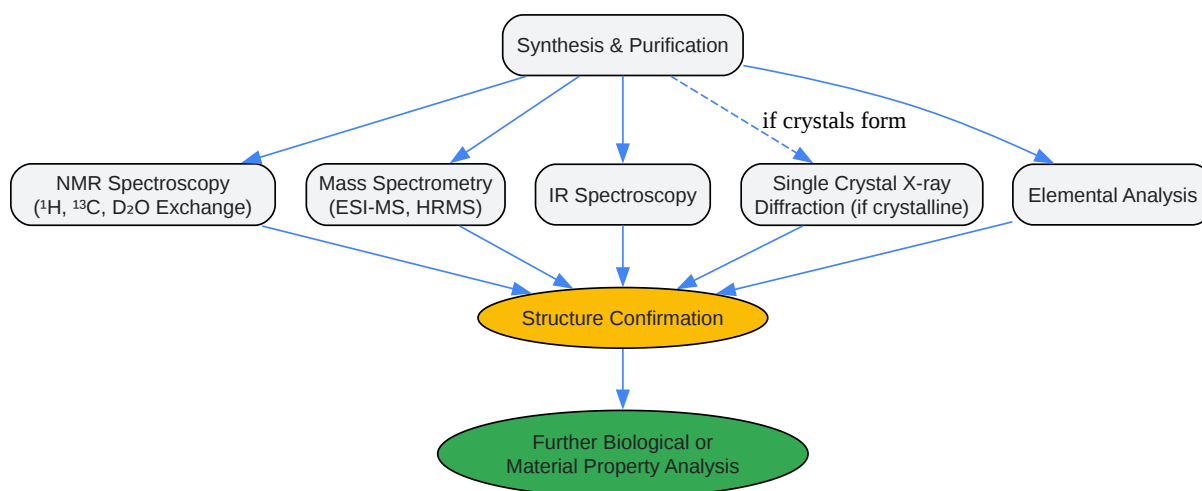 Synthesis & Purification
if crystals form
NMR Spectroscopy
(¹H, ¹³C, D₂O Exchange)
Mass Spectrometry
(ESI-MS, HRMS)
IR Spectroscopy
Single Crystal X-ray
Diffraction (if crystalline)
Elemental Analysis
Structure Confirmation
Further Biological or
Material Property Analysis